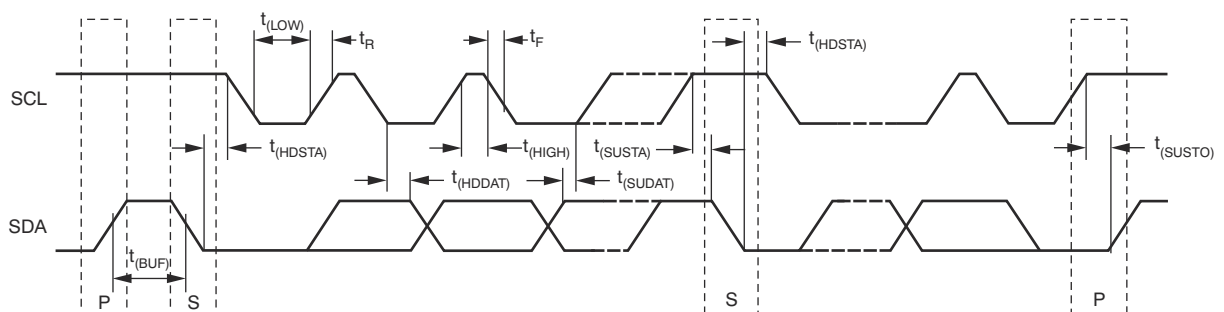 t(LOW) tR tF t(HDSTA)
SCL
t(HDSTA) t(HIGH) t(SUSTA) t(SUSTO)
t(HDDAT) t(SUDAT)
SDA
t(BUF)
P S S P